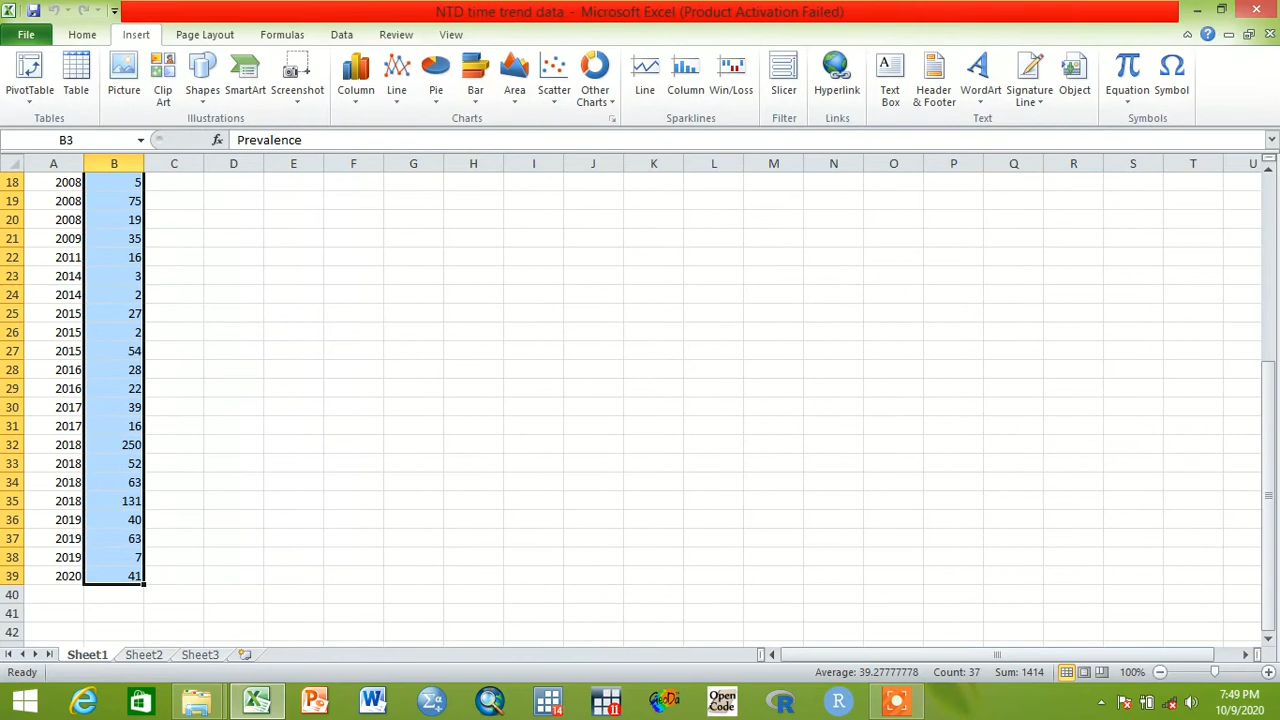 NTD time trend data - Microsoft Excel (Product Activation Failed)
File Home Insert Page Layout Formulas Data Review View
PivotTable Table Picture Clip Art Shapes SmartArt Screenshot Column Line Pie Bar Area Scatter Other Charts Line Column Win/Loss Slicer Hyperlink Text Box Header & Footer WordArt Signature Line Object Equation Symbol
Tables Illustrations Charts Sparklines Filter Links Text Symbols
B3 fx Prevalence
A B C D E F G H I J K L M N O P Q R S T U
18 2008 5
19 2008 75
20 2008 19
21 2009 35
22 2011 16
23 2014 3
24 2014 2
25 2015 27
26 2015 2
27 2015 54
28 2016 28
29 2016 22
30 2017 39
31 2017 16
32 2018 250
33 2018 52
34 2018 63
35 2018 131
36 2019 40
37 2019 63
38 2019 7
39 2020 41
40
41
42
Sheet1 Sheet2 Sheet3
Ready Average: 39.27777778 Count: 37 Sum: 1414 100%
14 11 GeoDa Open Code R R 7:49 PM
10/9/2020